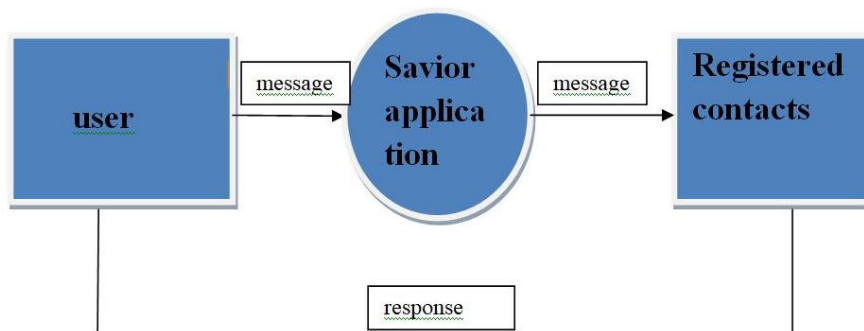 user
message
Savior
applica
tion
message
Registered
contacts
response